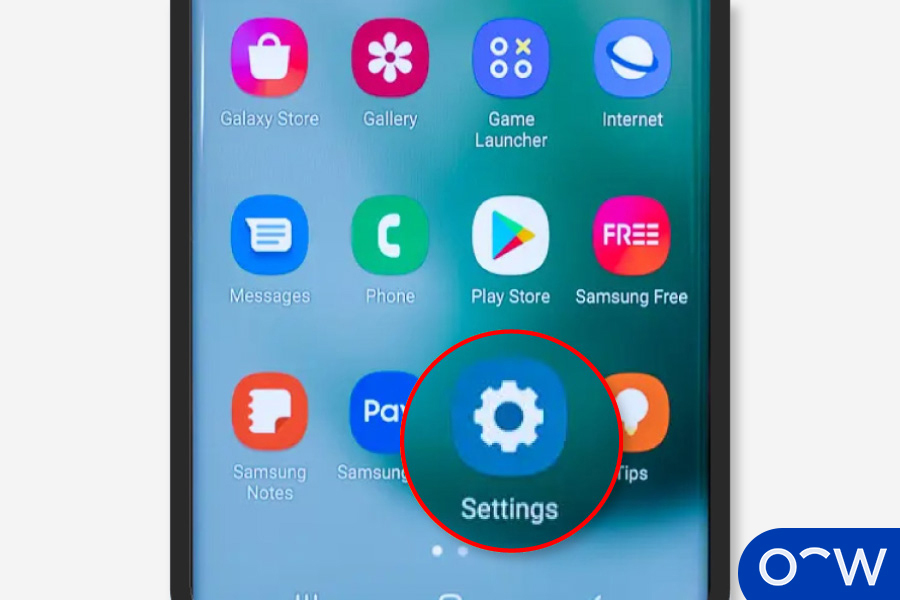 Galaxy Store
Gallery
Game
Launcher
Internet
FREE
Messages
Phone
Play Store
Samsung Free
Pay
Samsung
Notes
Samsung
Settings
Tips